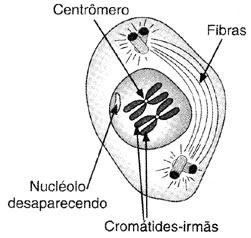 Centrômero
Fibras
Nucléolo
desaparecendo
Cromátides-irmãs